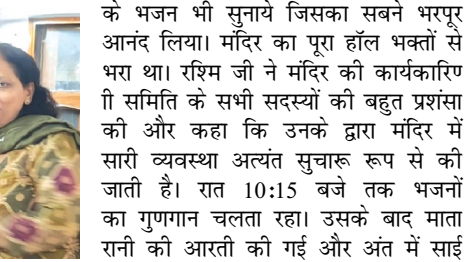 के भजन भी सुनाये जिसका सबने भरपूर
आनंद लिया। मंदिर का पूरा हॉल भक्तों से
भरा था। रश्मि जी ने मंदिर की कार्यकारिण
ी समिति के सभी सदस्यों की बहुत प्रशंसा
की और कहा कि उनके द्वारा मंदिर में
सारी व्यवस्था अत्यंत सुचारू रूप से की
जाती है। रात 10:15 बजे तक भजनों
का गुणगान चलता रहा। उसके बाद माता
रानी की आरती की गई और अंत में साई